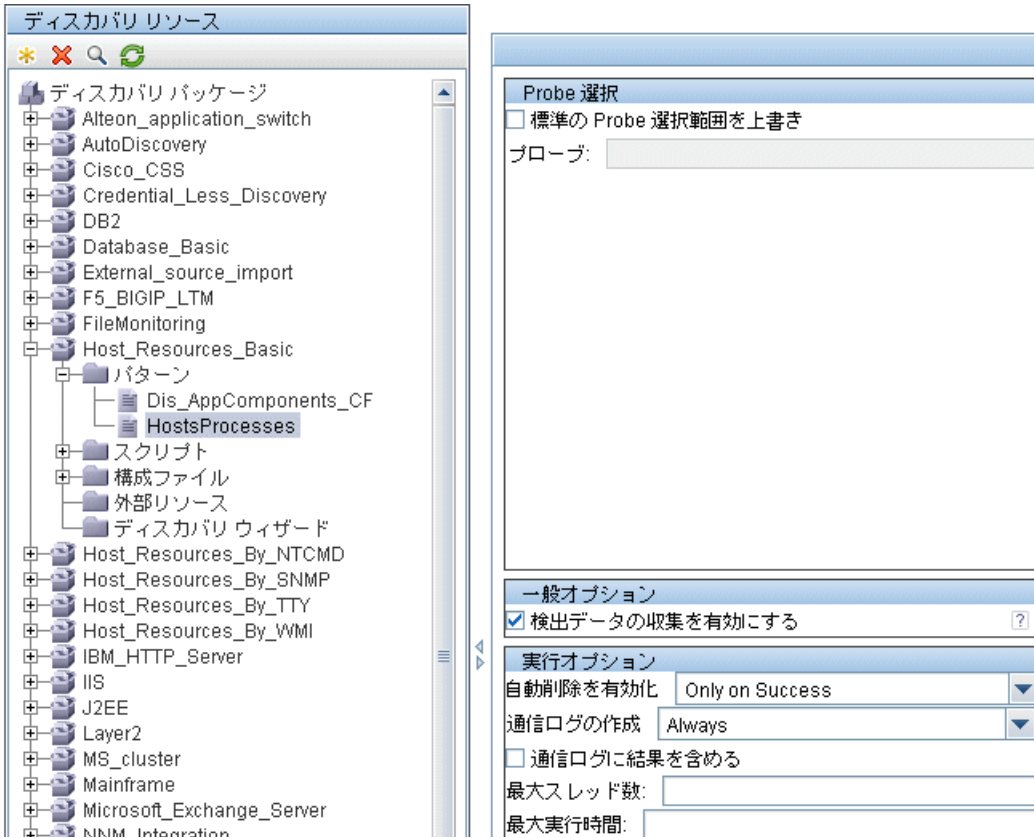 ディスカバリ リソース
ディスカバリ パッケージ
Alteon_application_switch
AutoDiscovery
Cisco_CSS
Credential_Less_Discovery
DB2
Database_Basic
External_source_import
F5_BIGIP_LTM
FileMonitoring
Host_Resources_Basic
パターン
Dis_AppComponents_CF
HostsProcesses
スクリプト
構成ファイル
外部リソース
ディスカバリ ウィザード
Host_Resources_By_NTCMD
Host_Resources_By_SNMP
Host_Resources_By_TTY
Host_Resources_By_WMI
IBM_HTTP_Server
IIS
J2EE
Layer2
MS_cluster
Mainframe
Microsoft_Exchange_Server
NNM_Integration
Probe 選択
標準の Probe 選択範囲を上書き
プローブ:
一般オプション
検出データの収集を有効にする
?
実行オプション
自動削除を有効化 Only on Success
通信ログの作成 Always
通信ログに結果を含める
最大スレッド数:
最大実行時間: